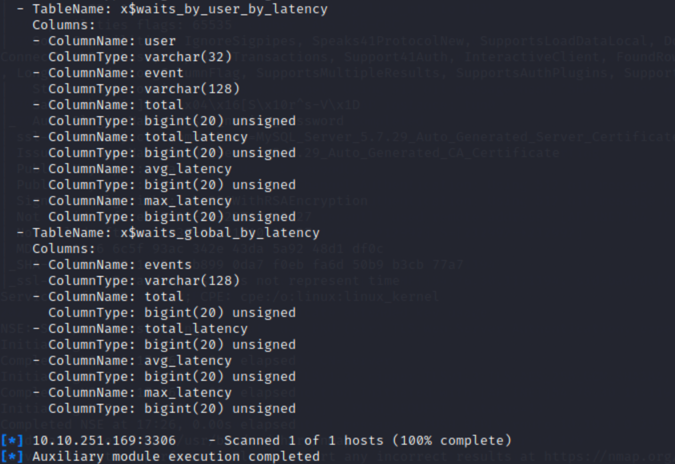 - TableName: x$waits_by_user_by_latency
Columns:
- ColumnName: user
ColumnType: varchar(32)
- ColumnName: event
ColumnType: varchar(128)
- ColumnName: total
ColumnType: bigint(20) unsigned
- ColumnName: total_latency
ColumnType: bigint(20) unsigned
- ColumnName: avg_latency
ColumnType: bigint(20) unsigned
- ColumnName: max_latency
ColumnType: bigint(20) unsigned
- TableName: x$waits_global_by_latency
Columns:
- ColumnName: events
ColumnType: varchar(128)
- ColumnName: total
ColumnType: bigint(20) unsigned
- ColumnName: total_latency
ColumnType: bigint(20) unsigned
- ColumnName: avg_latency
ColumnType: bigint(20) unsigned
- ColumnName: max_latency
ColumnType: bigint(20) unsigned
[*] 10.10.251.169:3306 - Scanned 1 of 1 hosts (100% complete)
[*] Auxiliary module execution completed